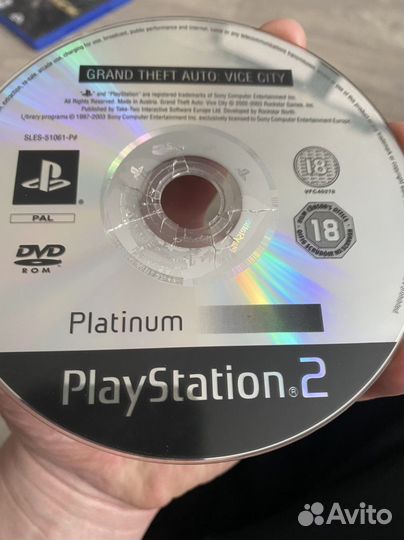 GRAND THEFT AUTO: VICE CITY
and "PlayStation" are registered trademarks of Sony Computer Entertainment Inc.
All Rights Reserved. Made in Austria. Grand Theft Auto: Vice City © 2000-2003 Rockstar Games, Inc.
Published by Take-Two Interactive Software Europe Ltd. Developed by Rockstar North.
Library programs © 1997-2003 Sony Computer Entertainment Inc. exclusively licensed to Sony Computer Entertainment Europe
SLES-51061-P#
18
PAL
18
DVD
ROM
Platinum
PlayStation®2
Avito